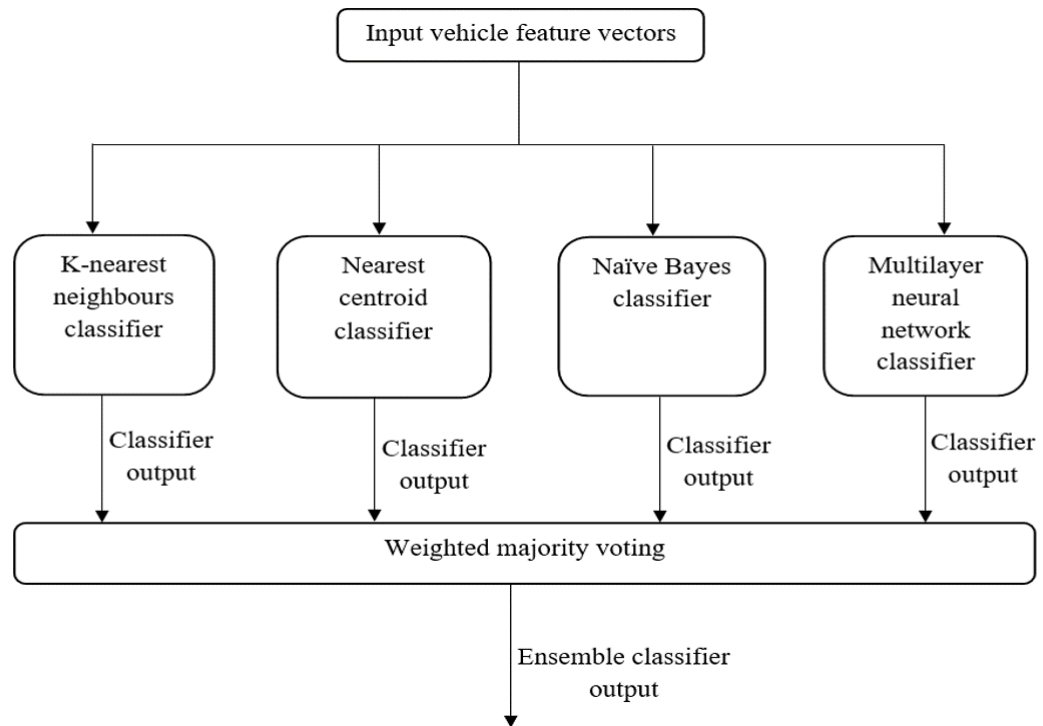 Input vehicle feature vectors
K-nearest
neighbours
classifier
Nearest
centroid
classifier
Naïve Bayes
classifier
Multilayer
neural
network
classifier
Classifier
output
Classifier
output
Classifier
output
Classifier
output
Weighted majority voting
Ensemble classifier
output